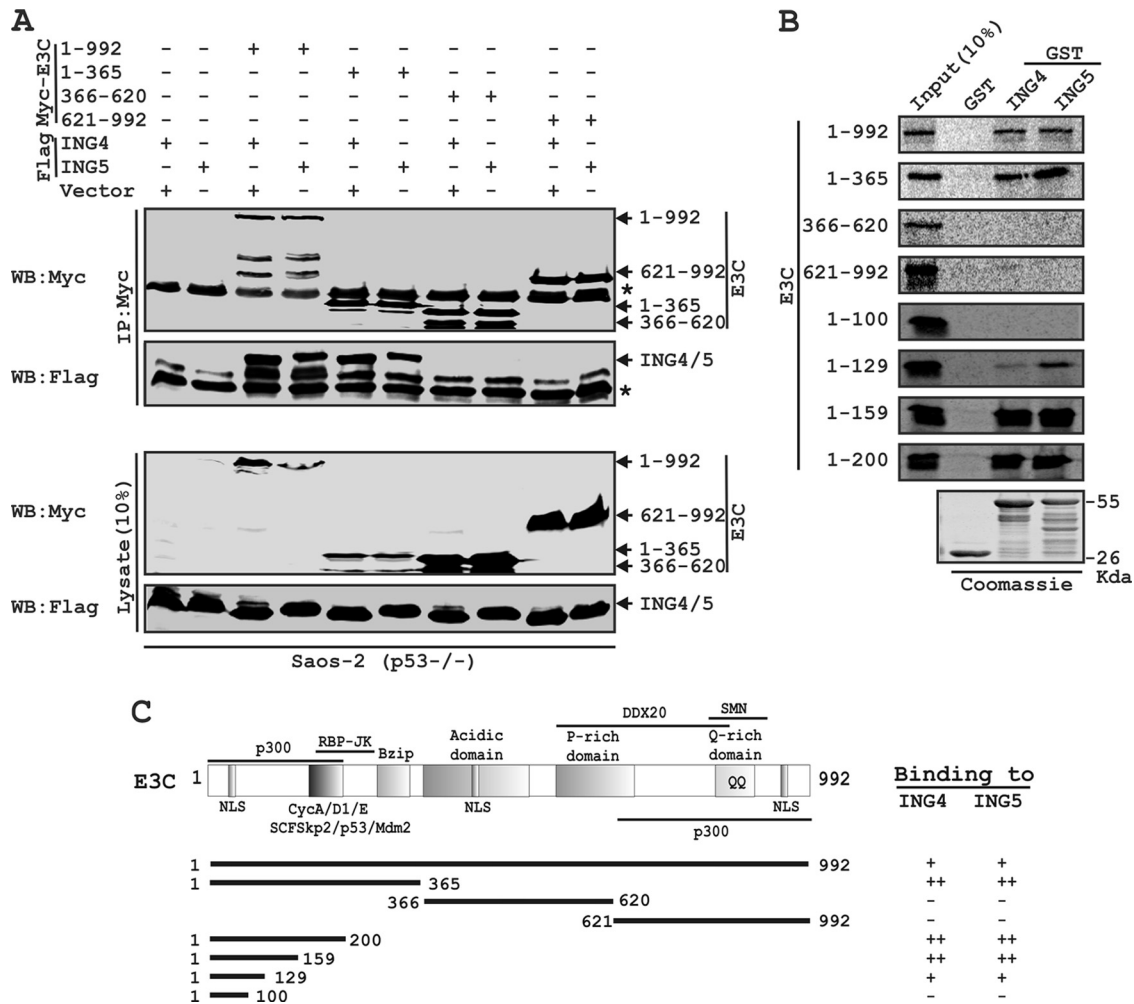 A
Myc-E3C
1-992 - - + + - - - - - -
1-365 - - - - + + - - - -
366-620 - - - - - - + + - -
621-992 - - - - - - - - + +
Flag
ING4 + - + - + - + - + -
ING5 - + - + - + - + - +
Vector + - + - + - + - + -
IP:Myc
WB:Myc
1-992
621-992
*
1-365
366-620
E3C
WB:Flag
ING4/5
*
Lysate(10%)
WB:Myc
1-992
621-992
1-365
366-620
E3C
WB:Flag
ING4/5
Saos-2 (p53-/-)
B
Input(10%)
GST
GST
ING4
ING5
E3C
1-992
1-365
366-620
621-992
1-100
1-129
1-159
1-200
-55
-26
Coomassie
Kda
C
DDX20
SMN
p300
RBP-JK
Bzip
Acidic domain
P-rich domain
Q-rich domain
E3C 1
QQ
992
NLS
CycA/D1/E
SCFSkp2/p53/Mdm2
NLS
NLS
p300
Binding to
ING4 ING5
1 992 + +
1 365 ++ ++
366 620 - -
621 992 - -
1 200 ++ ++
1 159 ++ ++
1 129 + +
1 100 - -